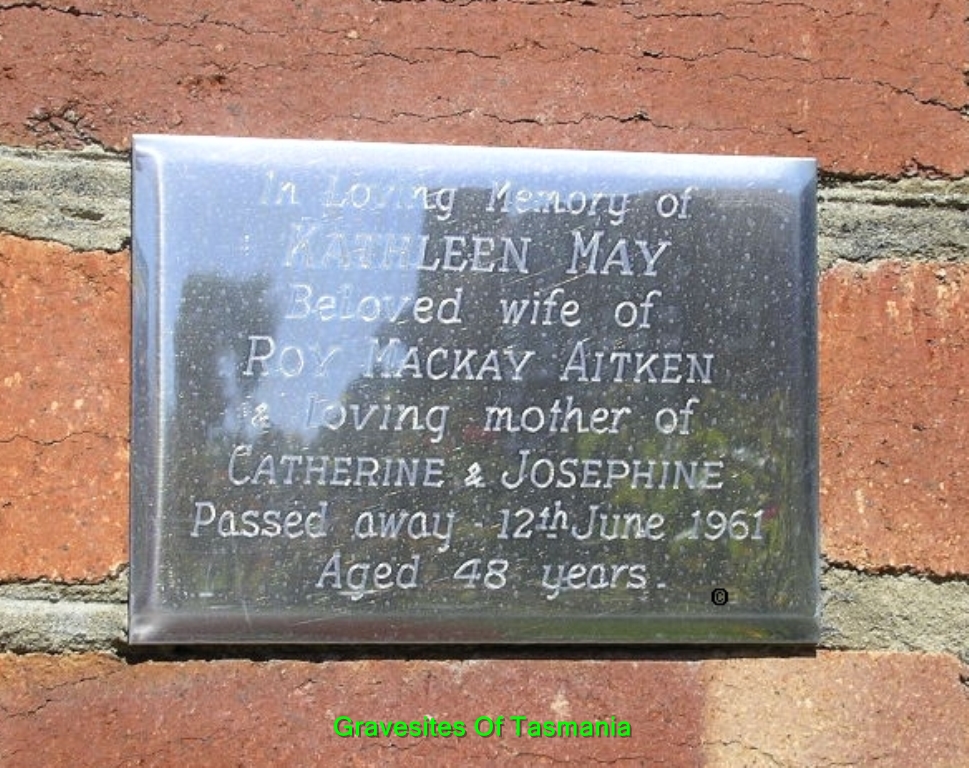 In Loving Memory of
KATHLEEN MAY
Beloved wife of
ROY MACKAY AITKEN
& loving mother of
CATHERINE & JOSEPHINE
Passed away - 12th June 1961
Aged 48 years.
©
Gravesites Of Tasmania